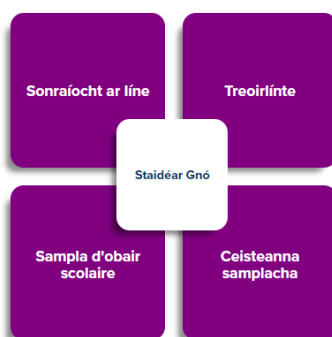 Sonraíocht ar líne
Treoirlínte
Staidéar Gnó
Sampla d'obair
scolaire
Ceisteanna
samplacha